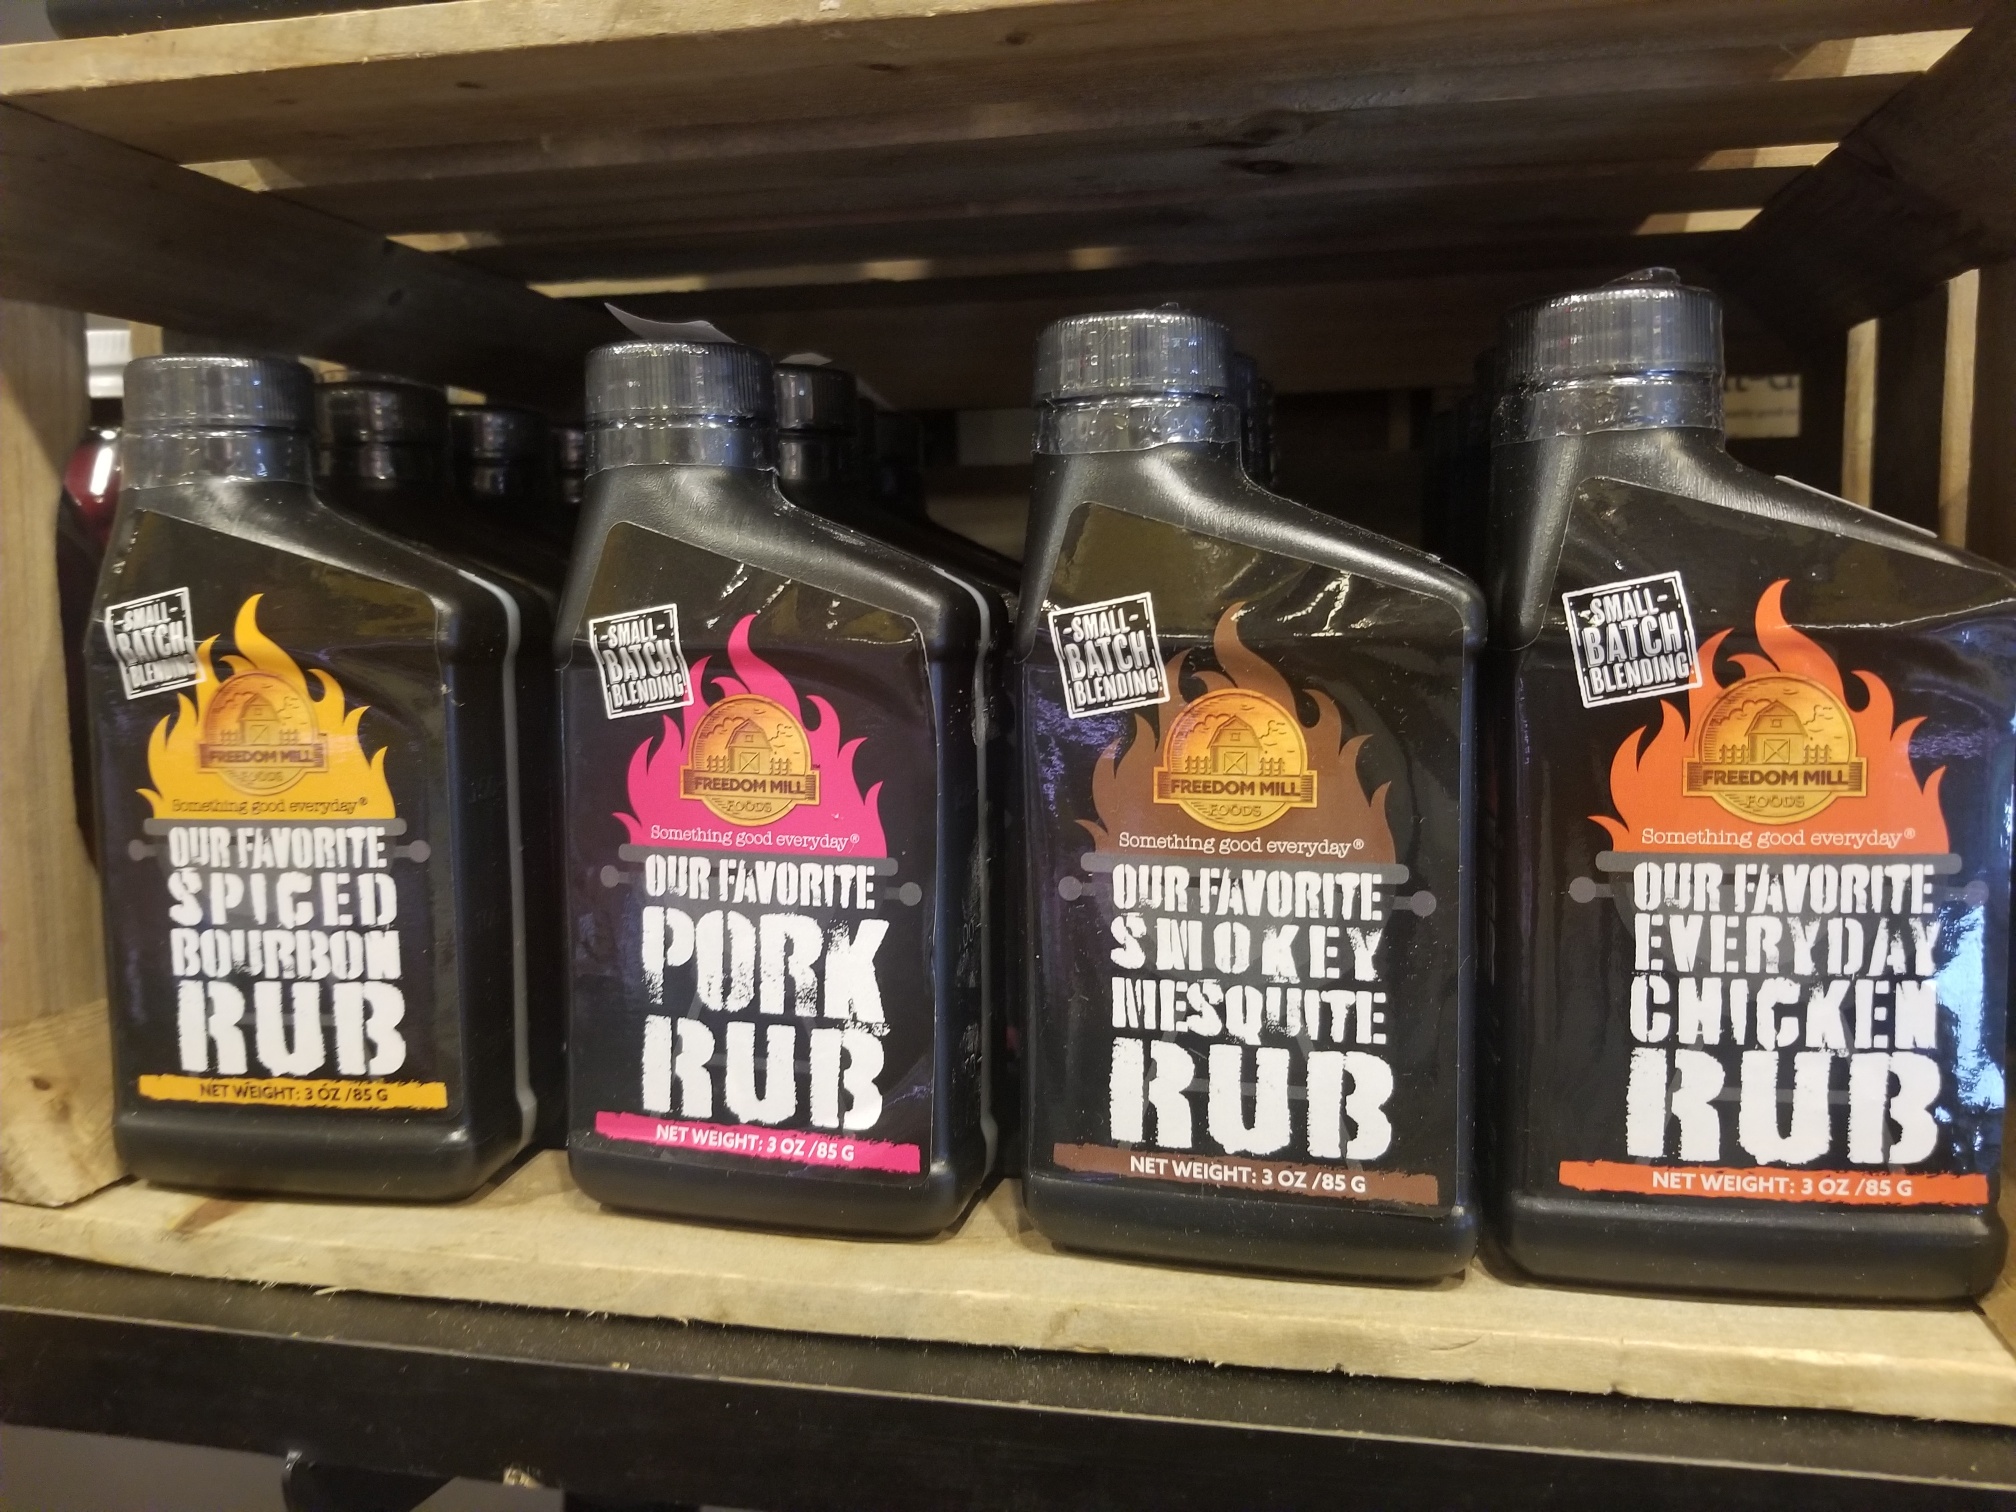 SMALL
BATCH
BLENDING
FREEDOM MILL
FOODS
Something good everyday®
OUR FAVORITE
SPICED
BOURBON
RUB
NET WEIGHT: 3 OZ /85 G
SMALL
BATCH
BLENDING
FREEDOM MILL
FOODS
Something good everyday®
OUR FAVORITE
PORK
RUB
NET WEIGHT: 3 OZ /85 G
SMALL
BATCH
BLENDING
FREEDOM MILL
FOODS
Something good everyday®
OUR FAVORITE
SMOKEY
MESQUITE
RUB
NET WEIGHT: 3 OZ /85 G
SMALL
BATCH
BLENDING
FREEDOM MILL
FOODS
Something good everyday®
OUR FAVORITE
EVERYDAY
CHICKEN
RUB
NET WEIGHT: 3 OZ /85 G